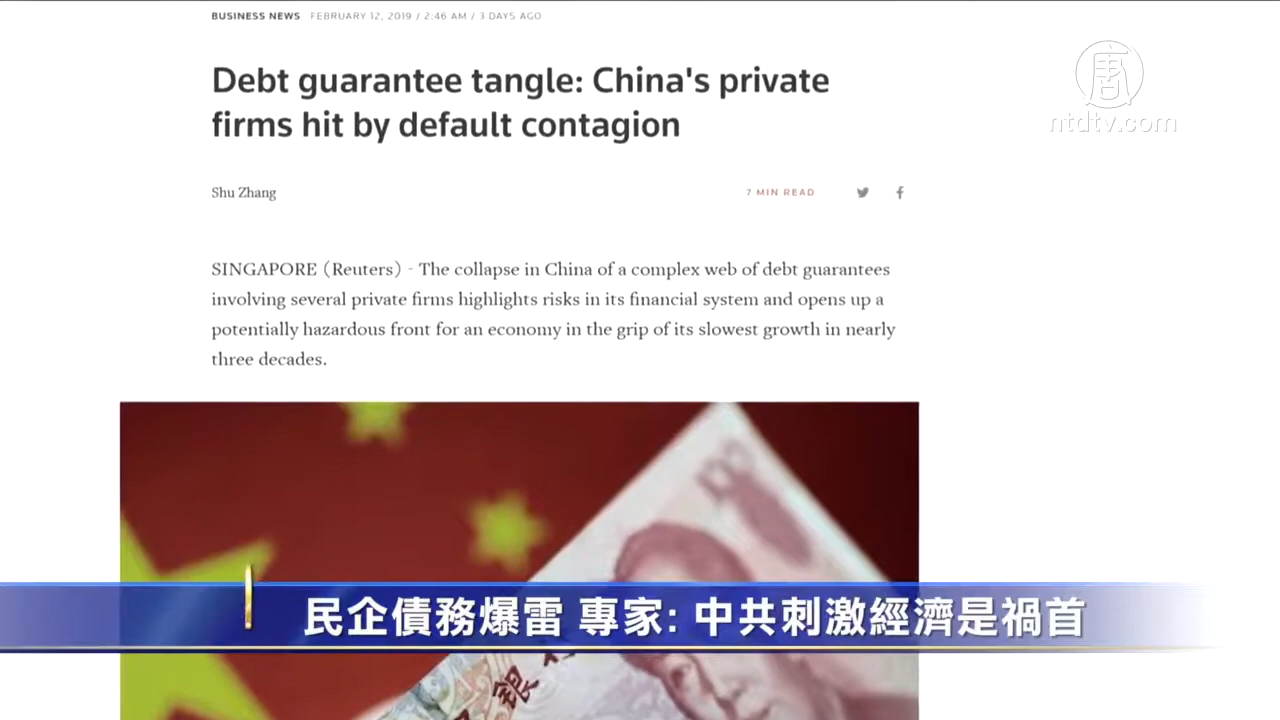 BUSINESS NEWS FEBRUARY 12, 2019 / 2:46 AM / 3 DAYS AGO
Debt guarantee tangle: China's private
firms hit by default contagion
唐
ntdtv.com
Shu Zhang
7 MIN READ
SINGAPORE (Reuters) - The collapse in China of a complex web of debt guarantees
involving several private firms highlights risks in its financial system and opens up a
potentially hazardous front for an economy in the grip of its slowest growth in nearly
three decades.
100
民企債務爆雷 專家: 中共刺激經濟是禍首
銀